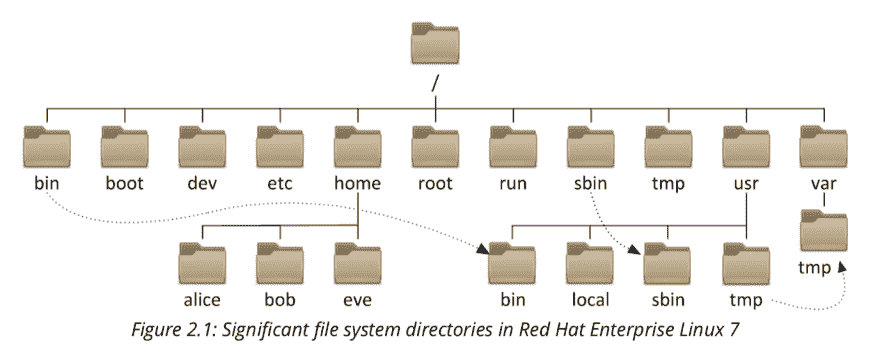 /
bin boot dev etc home root run sbin tmp usr var
tmp
alice bob eve bin local sbin tmp
Figure 2.1: Significant file system directories in Red Hat Enterprise Linux 7